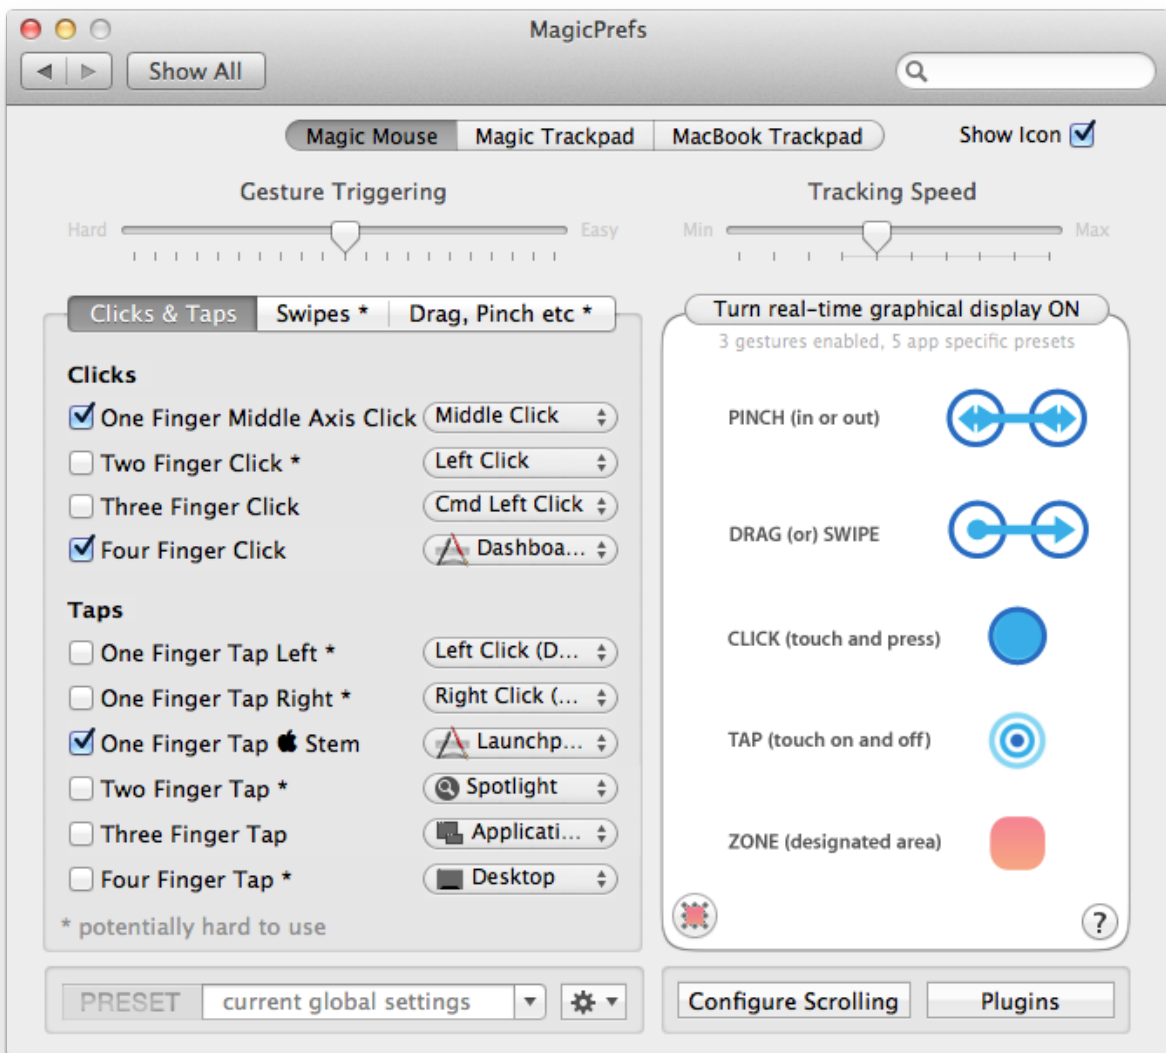 MagicPrefs
Show All
Magic Mouse
Magic Trackpad
MacBook Trackpad
Show Icon
Gesture Triggering
Hard
Easy
Tracking Speed
Min
Max
Clicks & Taps
Swipes *
Drag, Pinch etc *
Clicks
One Finger Middle Axis Click
Middle Click
Two Finger Click *
Left Click
Three Finger Click
Cmd Left Click
Four Finger Click
Dashboa...
Taps
One Finger Tap Left *
Left Click (D...
One Finger Tap Right *
Right Click (...
One Finger Tap Stem
Launchp...
Two Finger Tap *
Spotlight
Three Finger Tap
Applicati...
Four Finger Tap *
Desktop
* potentially hard to use
Turn real-time graphical display ON
3 gestures enabled, 5 app specific presets
PINCH (in or out)
DRAG (or) SWIPE
CLICK (touch and press)
TAP (touch on and off)
ZONE (designated area)
?
PRESET
current global settings
Configure Scrolling
Plugins